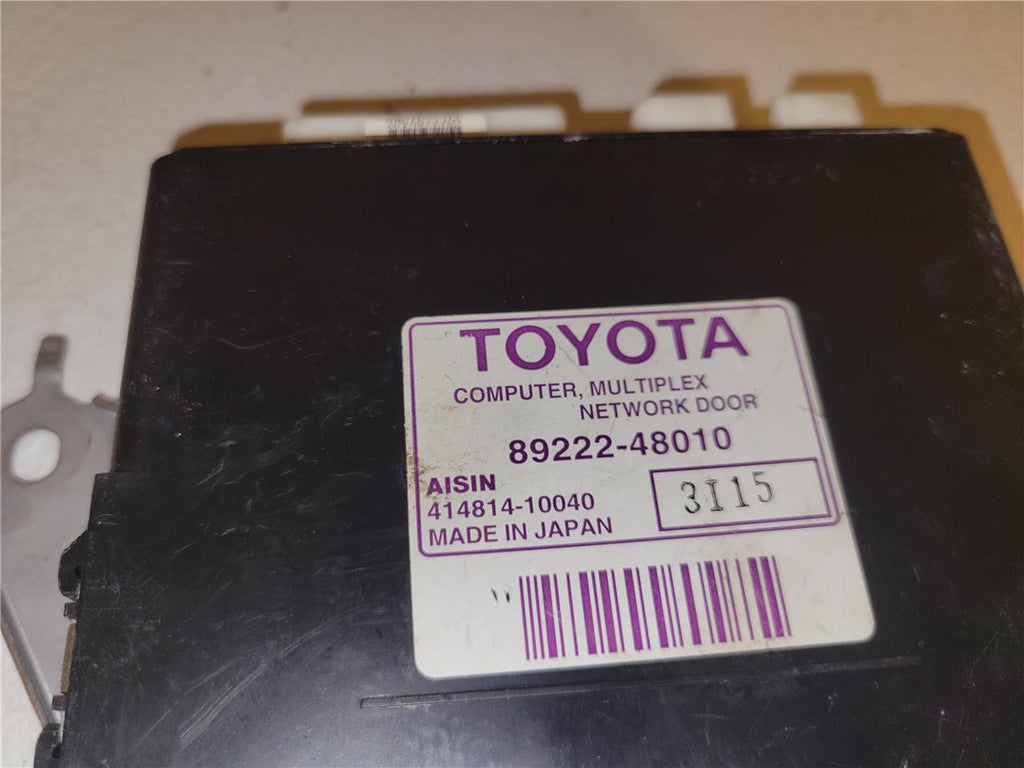 TOYOTA
COMPUTER, MULTIPLEX
NETWORK DOOR
89222-48010
AISIN
414814-10040
MADE IN JAPAN
3I15